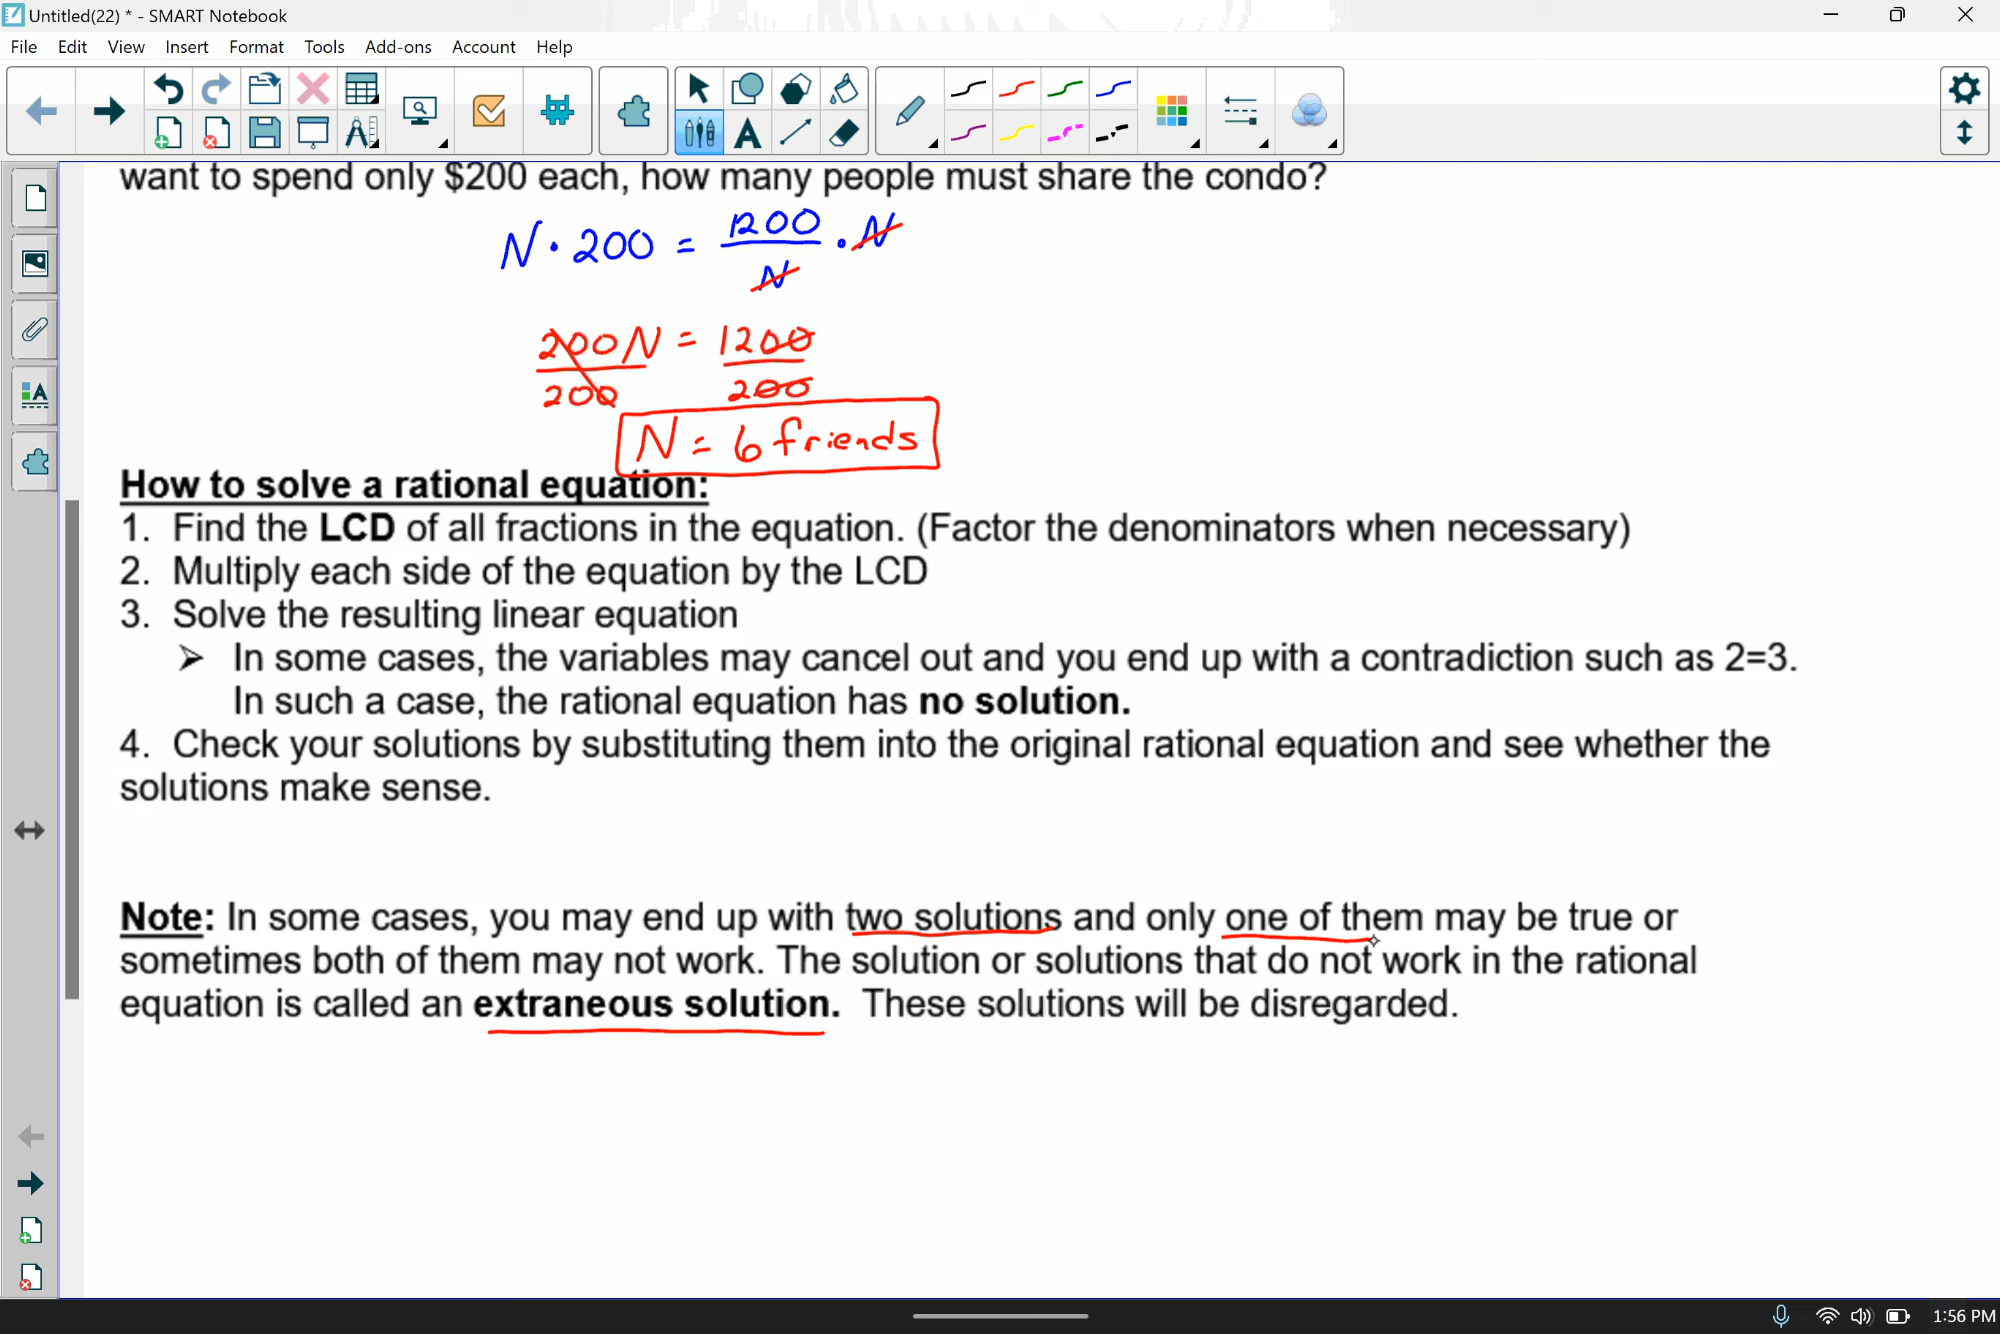 Untitled(22) * - SMART Notebook
File Edit View Insert Format Tools Add-ons Account Help
want to spend only $200 each, how many people must share the condo?
N · 200 = 1200/N · N
200N/200 = 1200/200
N = 6 friends
How to solve a rational equation:
1. Find the LCD of all fractions in the equation. (Factor the denominators when necessary)
2. Multiply each side of the equation by the LCD
3. Solve the resulting linear equation
➢ In some cases, the variables may cancel out and you end up with a contradiction such as 2=3.
In such a case, the rational equation has no solution.
4. Check your solutions by substituting them into the original rational equation and see whether the
solutions make sense.
Note: In some cases, you may end up with two solutions and only one of them may be true or
sometimes both of them may not work. The solution or solutions that do not work in the rational
equation is called an extraneous solution. These solutions will be disregarded.
1:56 PM